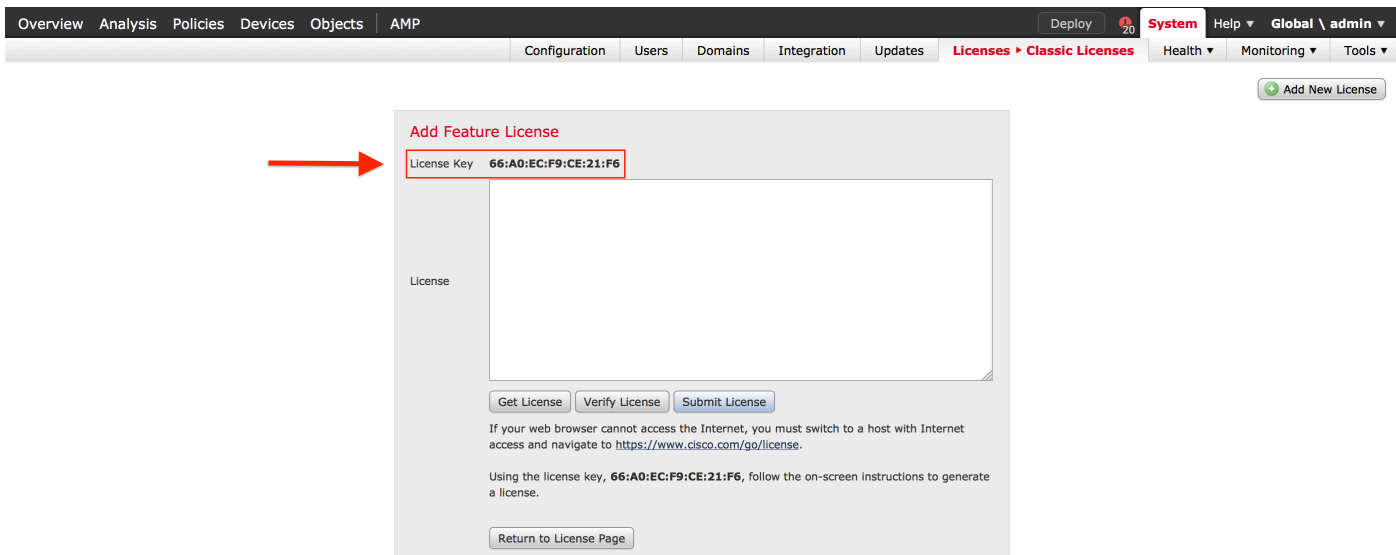 Overview Analysis Policies Devices Objects AMP Deploy 20 System Help Global \ admin
Configuration Users Domains Integration Updates Licenses Classic Licenses Health Monitoring Tools
Add New License
Add Feature License
License Key 66:A0:EC:F9:CE:21:F6
License
Get License Verify License Submit License
If your web browser cannot access the Internet, you must switch to a host with Internet
access and navigate to https://www.cisco.com/go/license.
Using the license key, 66:A0:EC:F9:CE:21:F6, follow the on-screen instructions to generate
a license.
Return to License Page